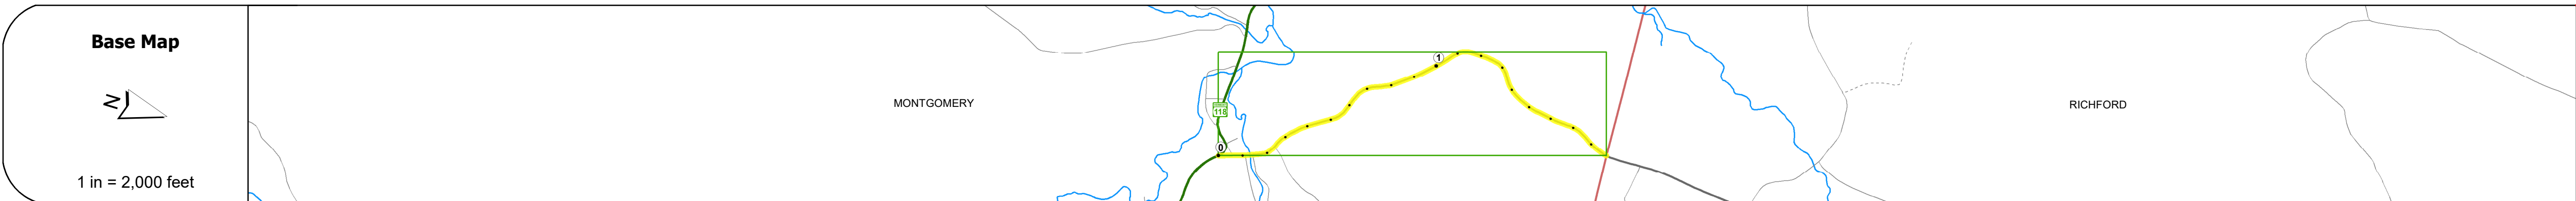 Base Map
N
1 in = 2,000 feet
MONTGOMERY
118
0
1
RICHFORD